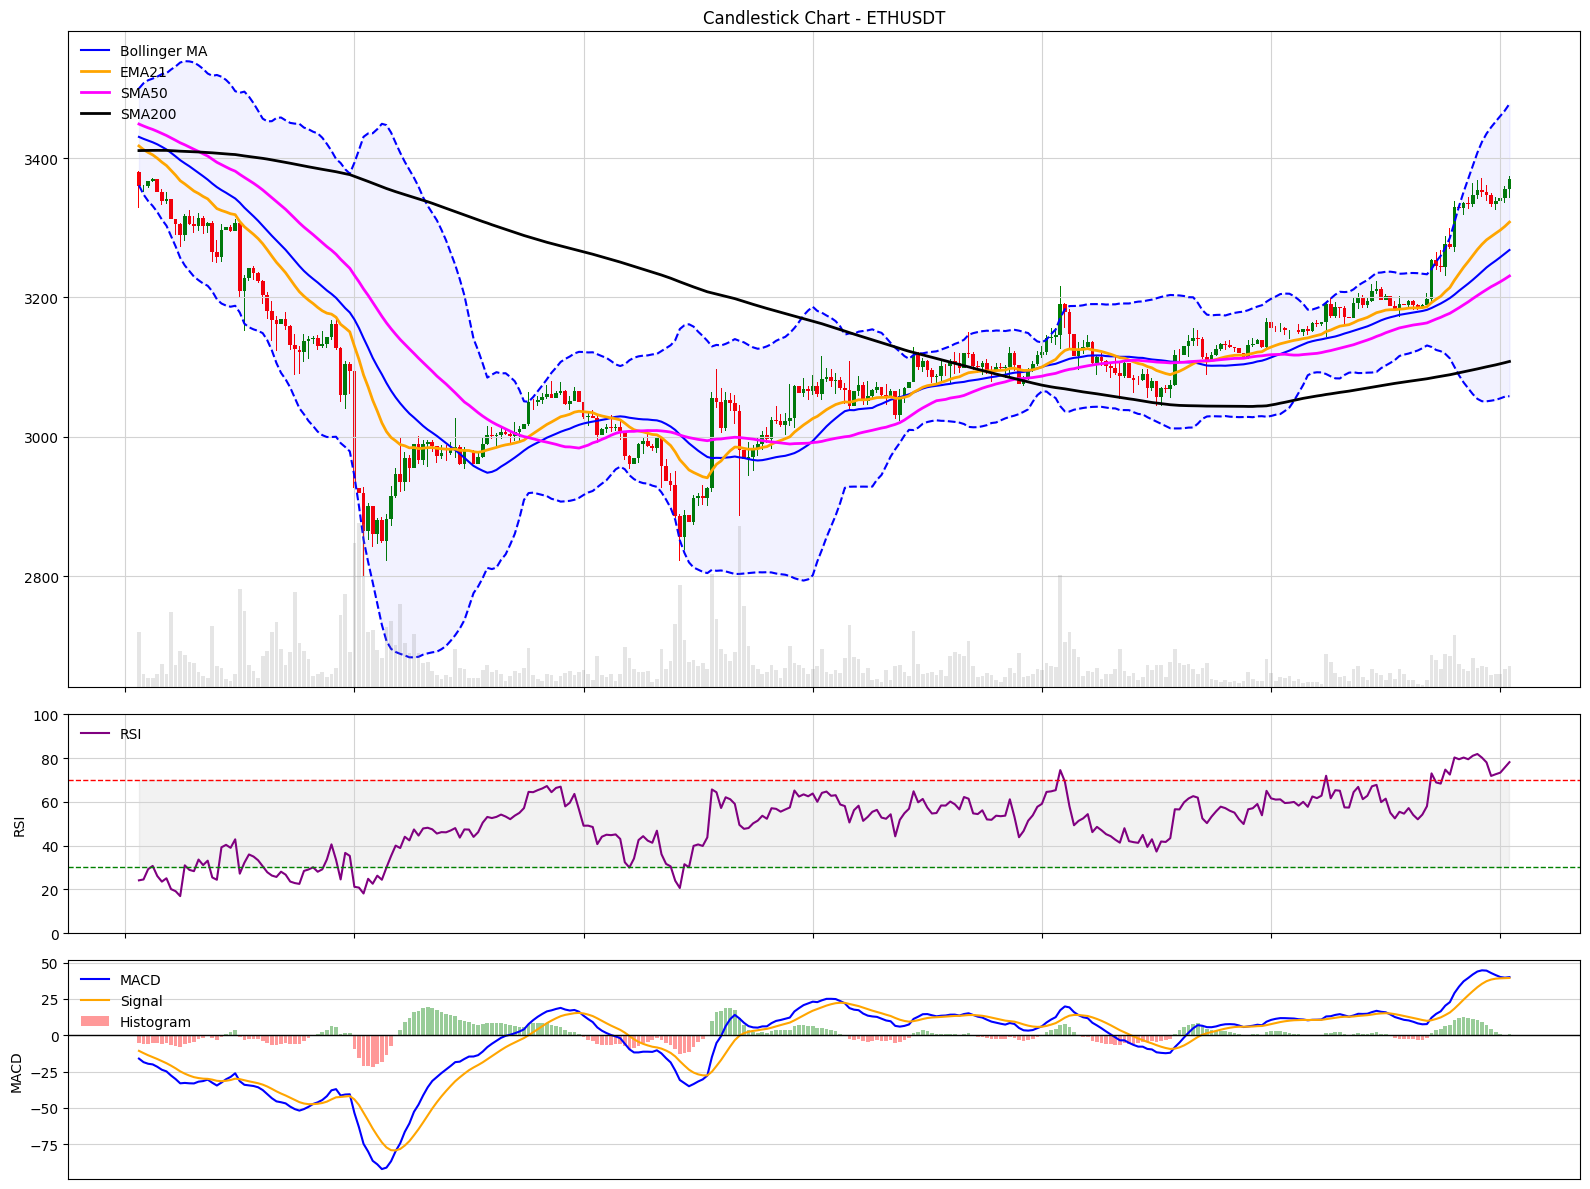 Candlestick Chart - ETHUSDT
Bollinger MA
EMA21
SMA50
SMA200
3400
3200
3000
2800
100
80
60
40
20
0
RSI
RSI
50
25
0
−25
−50
−75
MACD
MACD
Signal
Histogram